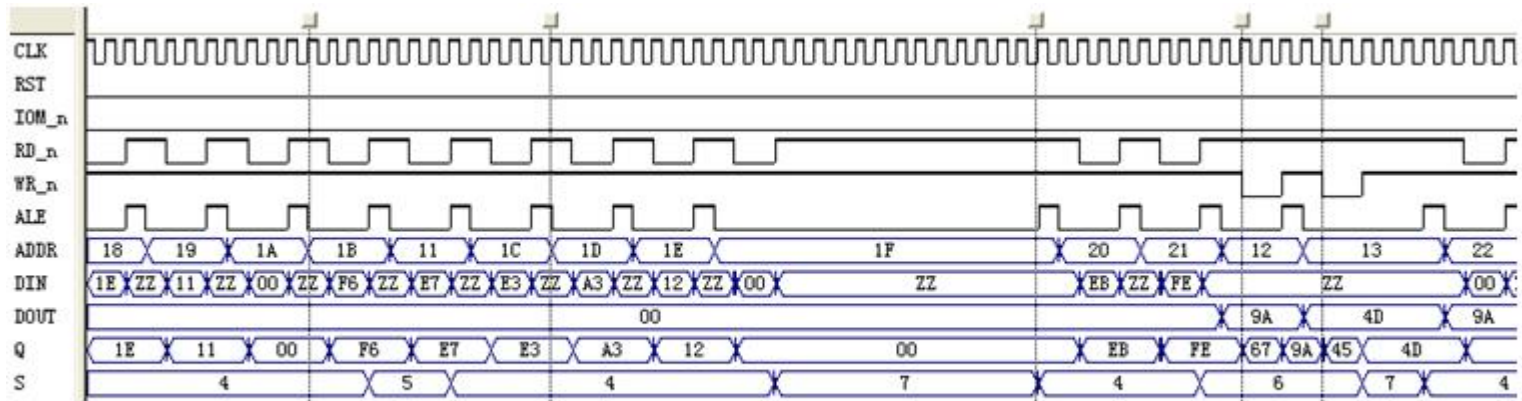 CLK
RST
IOM_n
RD_n
WR_n
ALE
ADDR 18 19 1A 1B 11 1C 1D 1E 1F 20 21 12 13 22
DIN 1E ZZ 11 ZZ 00 ZZ F6 ZZ E7 ZZ E3 ZZ A3 ZZ 12 ZZ 00 ZZ EB ZZ FE ZZ 00
DOUT 00 9A 4D 9A
Q 1E 11 00 F6 E7 E3 A3 12 00 EB FE 67 9A 45 4D
S 4 5 4 7 4 6 7 4